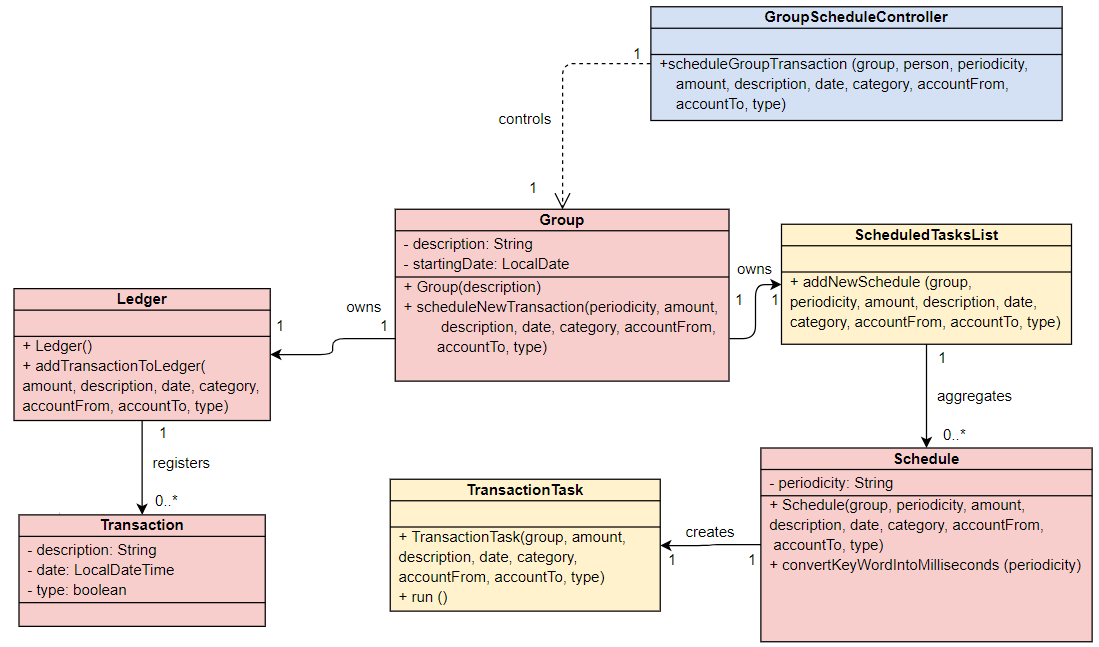 GroupScheduleController
+scheduleGroupTransaction (group, person, periodicity,
amount, description, date, category, accountFrom,
accountTo, type)
1
controls
1
Group
- description: String
- startingDate: LocalDate
+ Group(description)
+ scheduleNewTransaction(periodicity, amount,
description, date, category, accountFrom,
accountTo, type)
owns
1
1
ScheduledTasksList
+ addNewSchedule (group,
periodicity, amount, description, date,
category, accountFrom, accountTo, type)
owns
1
1
Ledger
+ Ledger()
+ addTransactionToLedger(
amount, description, date, category,
accountFrom, accountTo, type)
1
registers
0..*
Transaction
- description: String
- date: LocalDateTime
- type: boolean
1
aggregates
0..*
Schedule
- periodicity: String
+ Schedule(group, periodicity, amount,
description, date, category, accountFrom,
accountTo, type)
+ convertKeyWordIntoMilliseconds (periodicity)
creates
1
1
TransactionTask
+ TransactionTask(group, amount,
description, date, category,
accountFrom, accountTo, type)
+ run ()